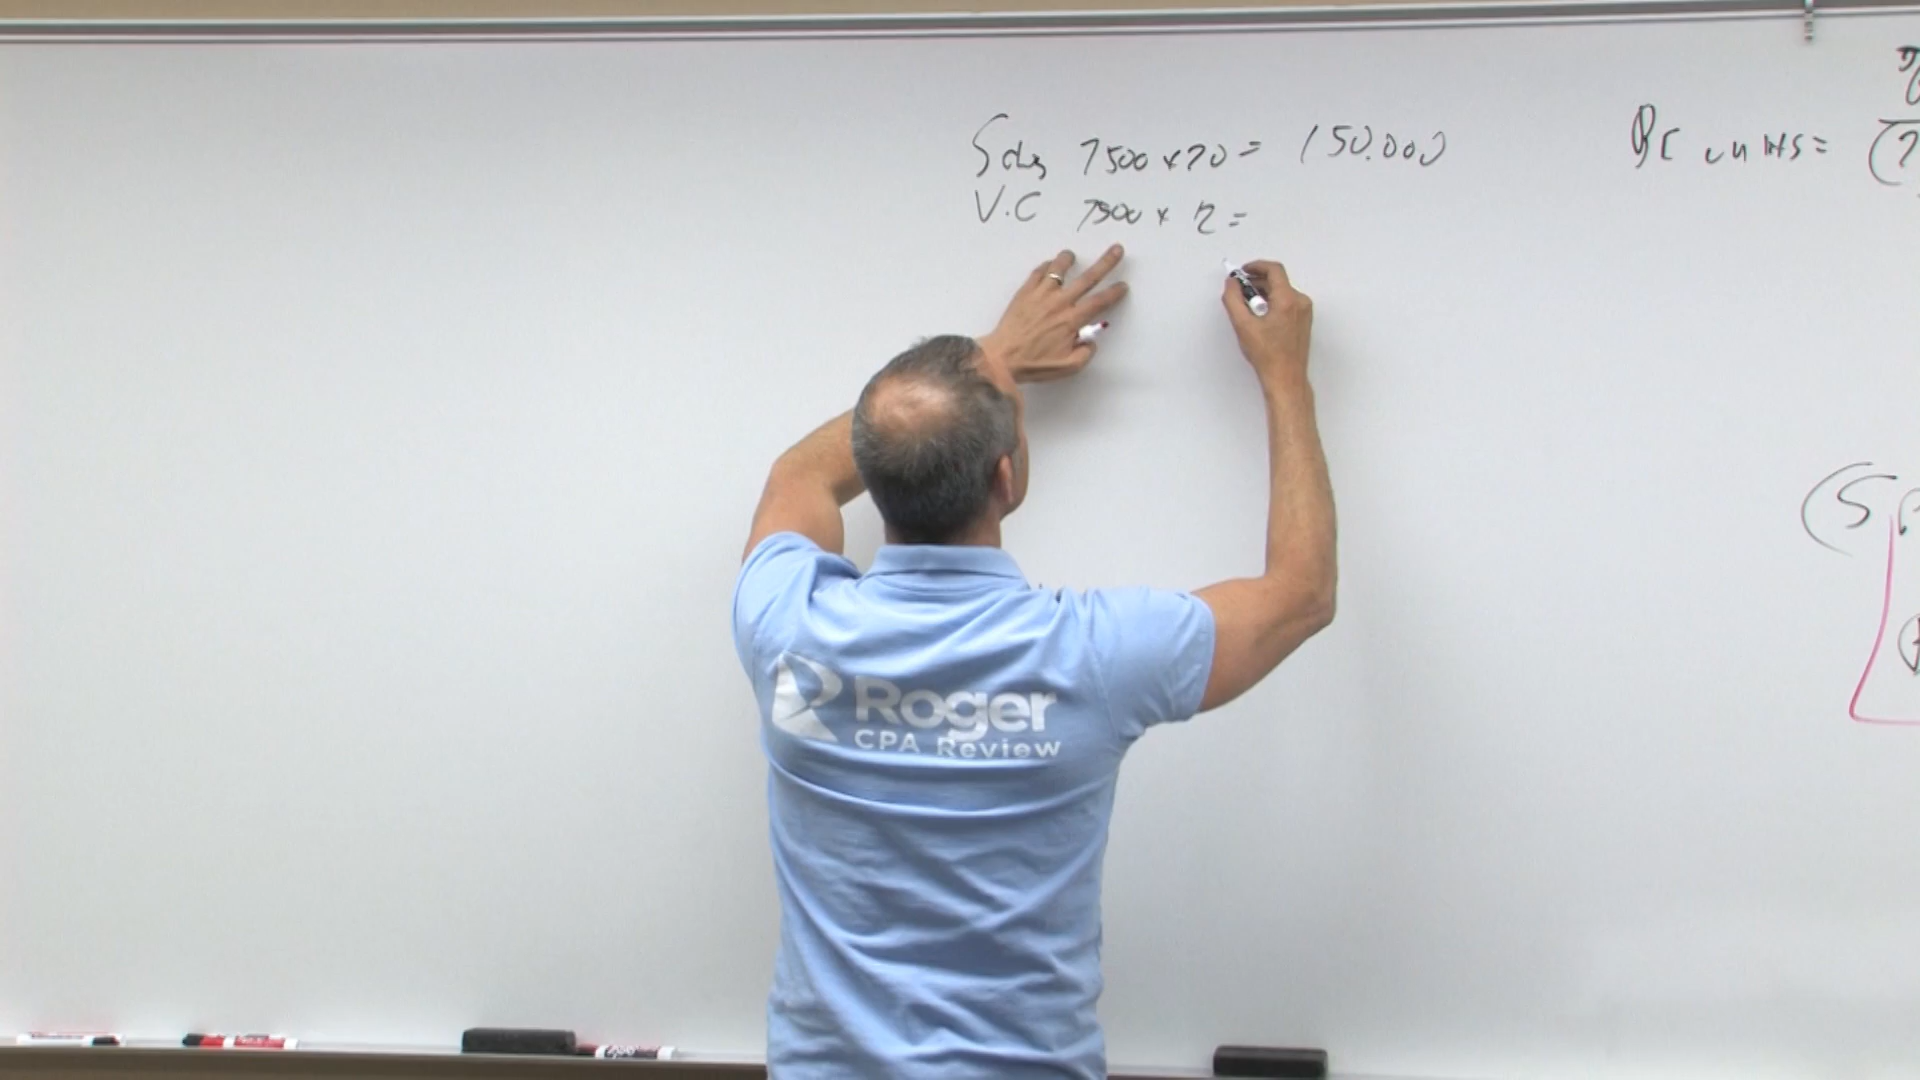 Sales 7500 x 20 = 150,000
V.C 7500 x 12 =
BE units =
Roger
CPA Review